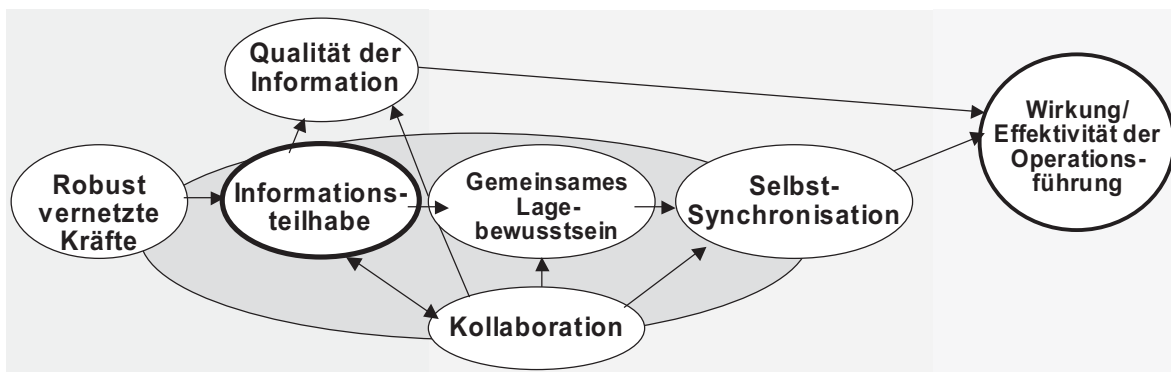 Qualität der
Information
Robust
vernetzte
Kräfte
Informations-
teilhabe
Gemeinsames
Lage-
bewusstsein
Selbst-
Synchronisation
Wirkung/
Effektivität der
Operations-
führung
Kollaboration